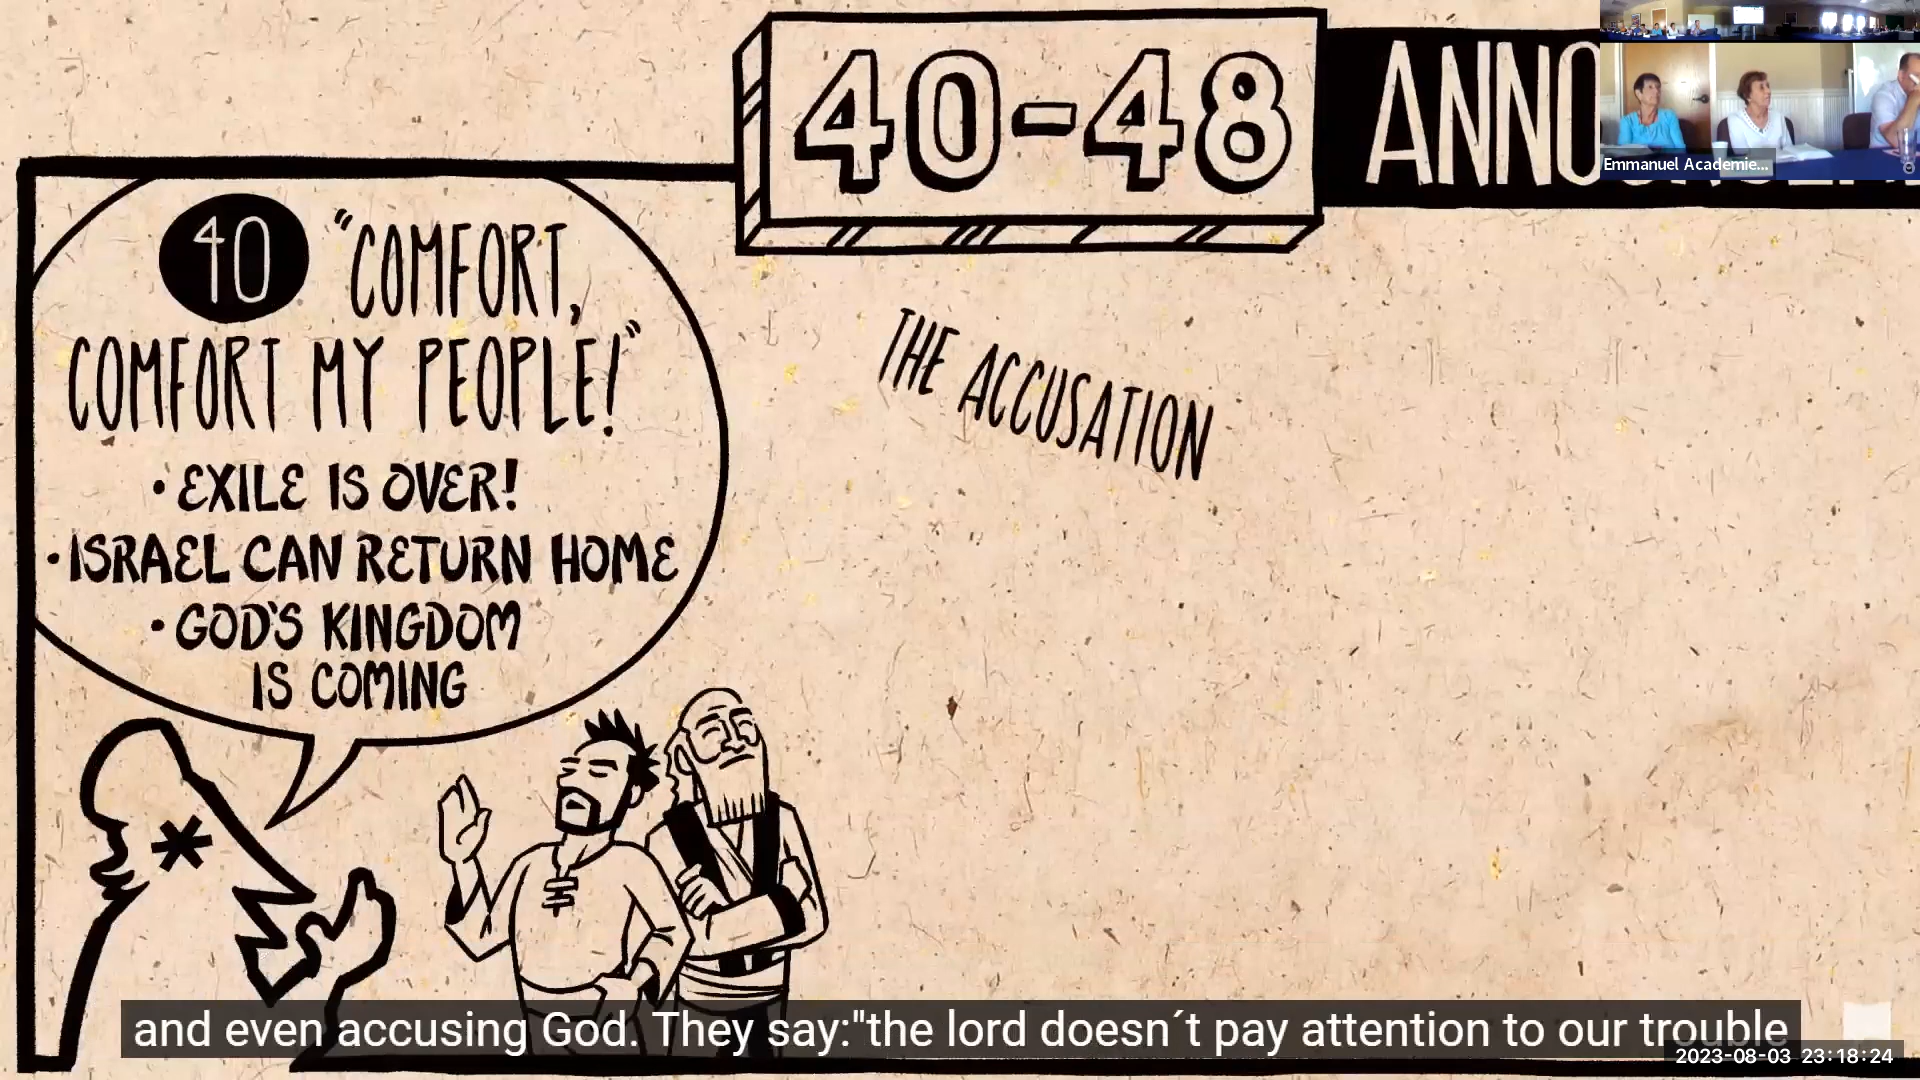 40-48
ANNO
Emmanuel Academie...
40 "COMFORT,
COMFORT MY PEOPLE!"
• EXILE IS OVER!
• ISRAEL CAN RETURN HOME
• GOD'S KINGDOM
IS COMING
THE ACCUSATION
and even accusing God. They say:"the lord doesn´t pay attention to our trouble
2023-08-03 23:18:24